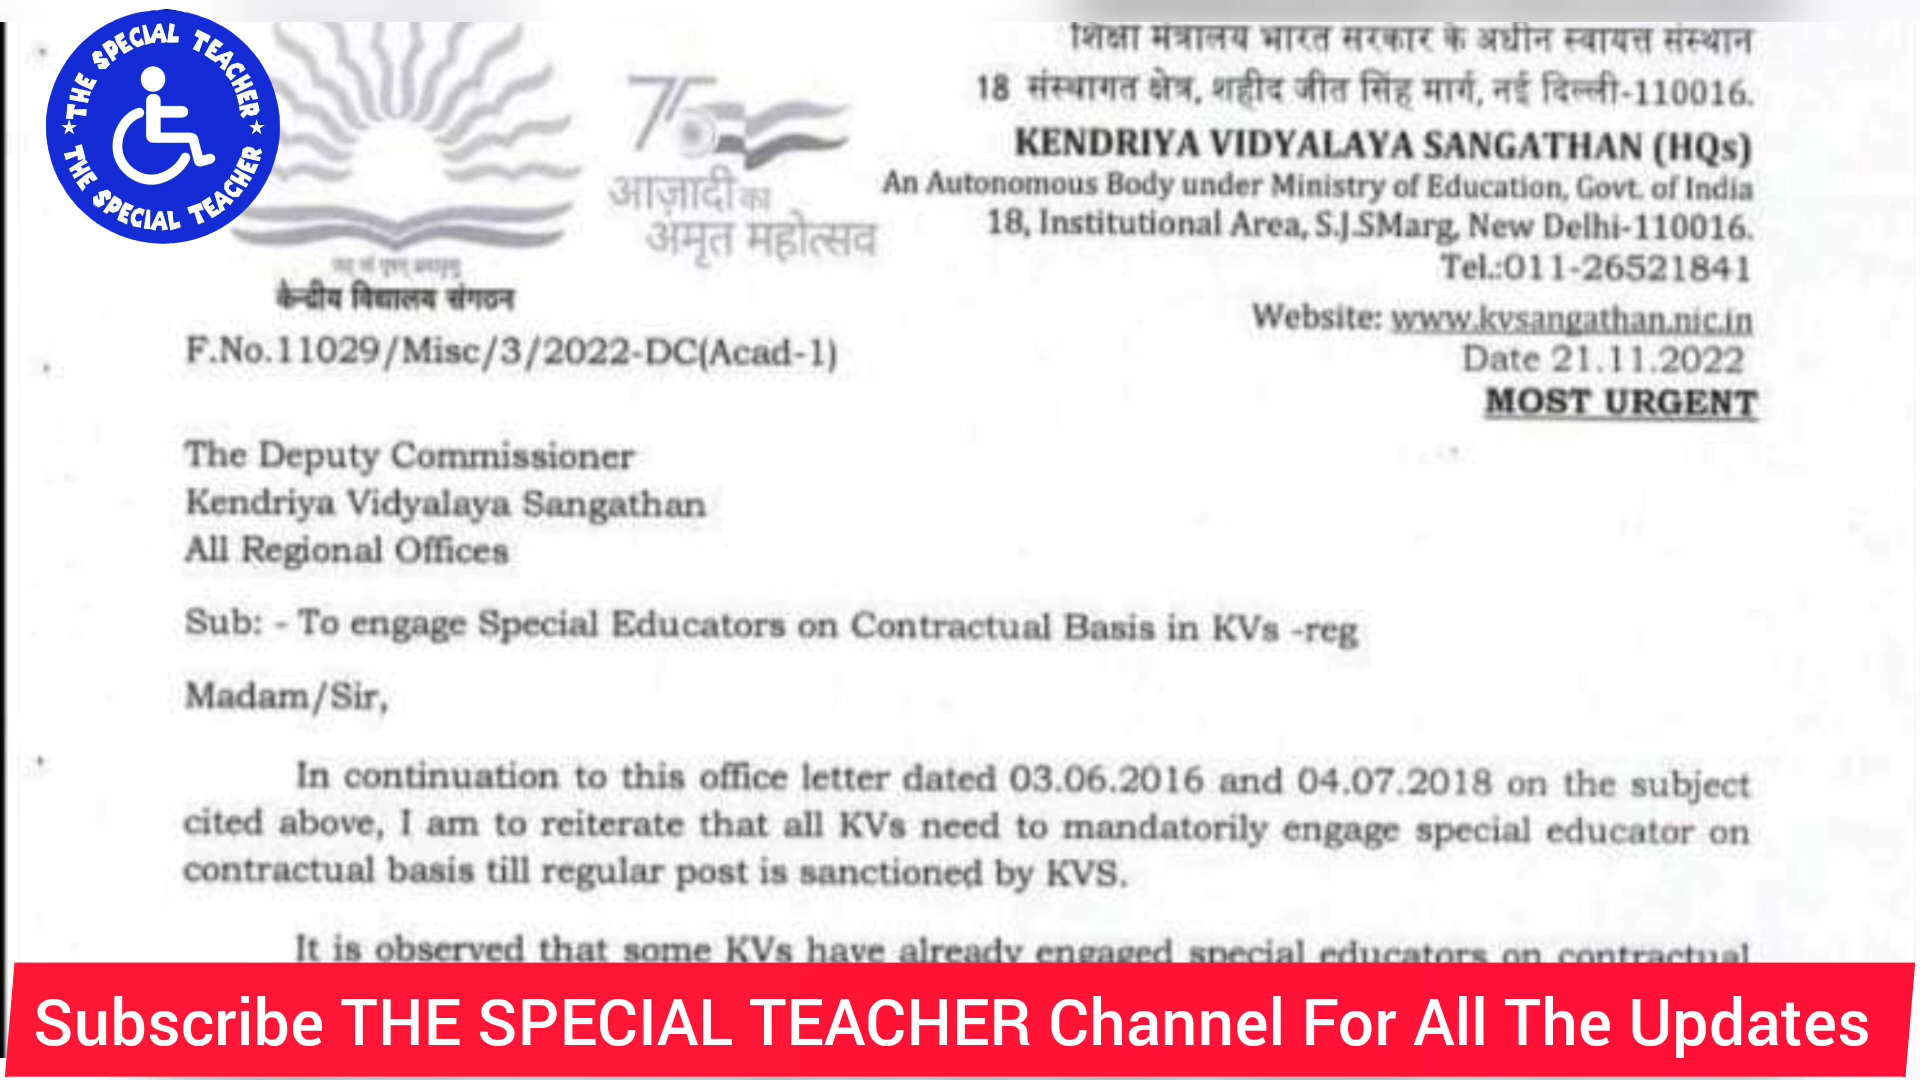 THE SPECIAL TEACHER
THE SPECIAL TEACHER
शिक्षा मंत्रालय भारत सरकार के अधीन स्वायत्त संस्थान
18 संस्थागत क्षेत्र, शहीद जीत सिंह मार्ग, नई दिल्ली-110016.
KENDRIYA VIDYALAYA SANGATHAN (HQs)
An Autonomous Body under Ministry of Education, Govt. of India
18, Institutional Area, S.J.SMarg, New Delhi-110016.
Tel.:011-26521841
Website: www.kvsangathan.nic.in
Date 21.11.2022
MOST URGENT
75
आज़ादी का
अमृत महोत्सव
केन्द्रीय विद्यालय संगठन
F.No.11029/Misc/3/2022-DC(Acad-1)
The Deputy Commissioner
Kendriya Vidyalaya Sangathan
All Regional Offices
Sub: - To engage Special Educators on Contractual Basis in KVs -reg
Madam/Sir,
In continuation to this office letter dated 03.06.2016 and 04.07.2018 on the subject
cited above, I am to reiterate that all KVs need to mandatorily engage special educator on
contractual basis till regular post is sanctioned by KVS.
It is observed that some KVs have already engaged special educators on contractual
Subscribe THE SPECIAL TEACHER Channel For All The Updates